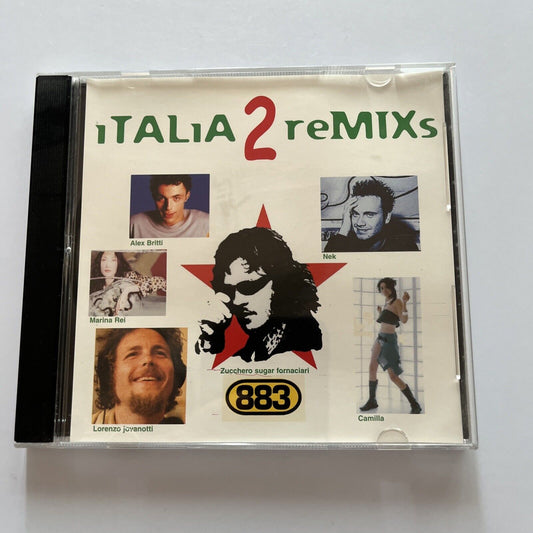 iTALiA 2 reMIXs
Alex Britti
Nek
Marina Rei
Zucchero sugar fornaciari
883
Lorenzo jovanotti
Camilla